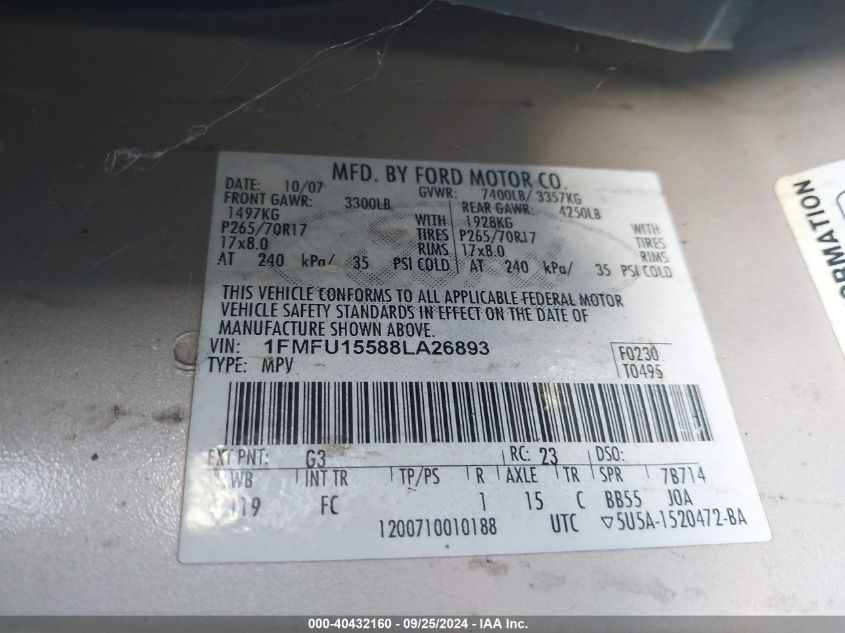 MFD. BY FORD MOTOR CO.
DATE: 10/07 GVWR: 7400LB/ 3357KG
FRONT GAWR: 3300LB REAR GAWR: 4250LB
1497KG WITH 1928KG WITH
P265/70R17 TIRES P265/70R17 TIRES
17x8.0 RIMS 17x8.0 RIMS
AT 240 kPa/ 35 PSI COLD AT 240 kPa/ 35 PSI COLD
THIS VEHICLE CONFORMS TO ALL APPLICABLE FEDERAL MOTOR
VEHICLE SAFETY STANDARDS IN EFFECT ON THE DATE OF
MANUFACTURE SHOWN ABOVE.
VIN: 1FMFU15588LA26893 F0230
TYPE: MPV T0495
EXT PNT: G3 RC: 23 DSO:
WB INT TR TP/PS R AXLE TR SPR 7B714
119 FC 1 15 C BB55 J0A
1200710010188 UTC ▽5U5A-1520472-BA
ORMATION
000-40432160 - 09/25/2024 - IAA Inc.